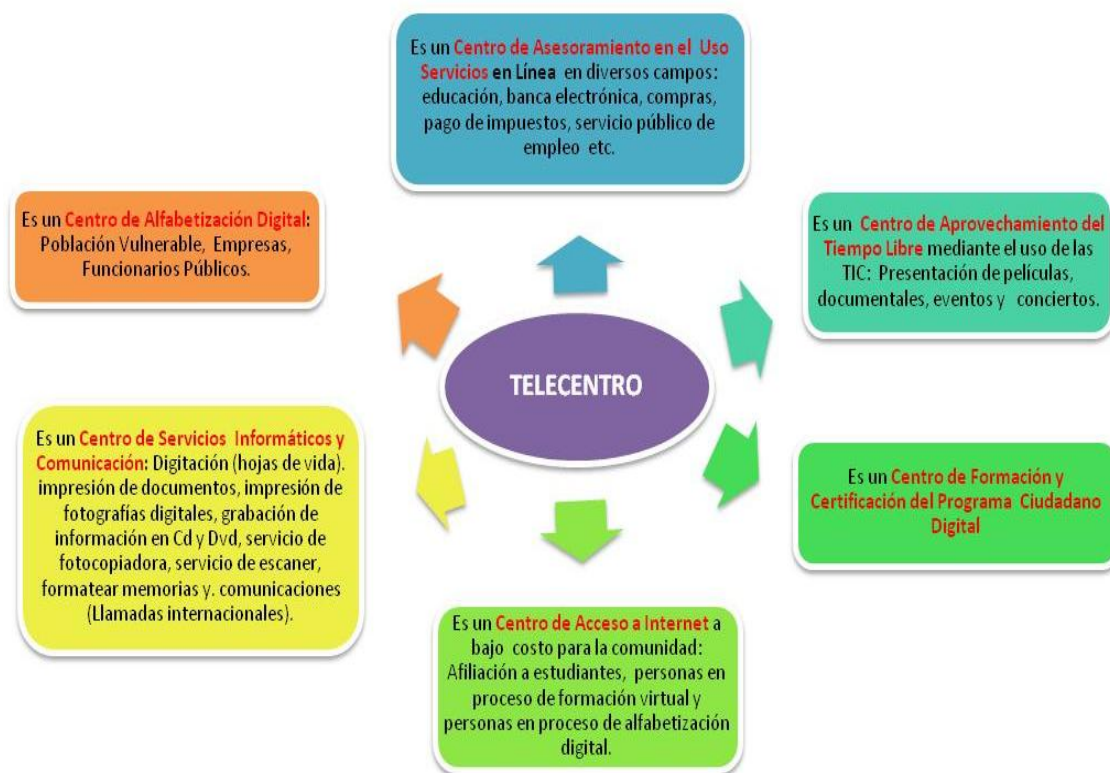 Es un Centro de Asesoramiento en el Uso
Servicios en Línea en diversos campos:
educación, banca electrónica, compras,
pago de impuestos, servicio público de
empleo etc.
Es un Centro de Alfabetización Digital:
Población Vulnerable, Empresas,
Funcionarios Públicos.
Es un Centro de Aprovechamiento del
Tiempo Libre mediante el uso de las
TIC: Presentación de películas,
documentales, eventos y conciertos.
TELECENTRO
Es un Centro de Servicios Informáticos y
Comunicación: Digitación (hojas de vida).
impresión de documentos, impresión de
fotografías digitales, grabación de
información en Cd y Dvd, servicio de
fotocopiadora, servicio de escaner,
formatear memorias y. comunicaciones
(Llamadas internacionales).
Es un Centro de Formación y
Certificación del Programa Ciudadano
Digital
Es un Centro de Acceso a Internet a
bajo costo para la comunidad:
Afiliación a estudiantes, personas en
proceso de formación virtual y
personas en proceso de alfabetización
digital.